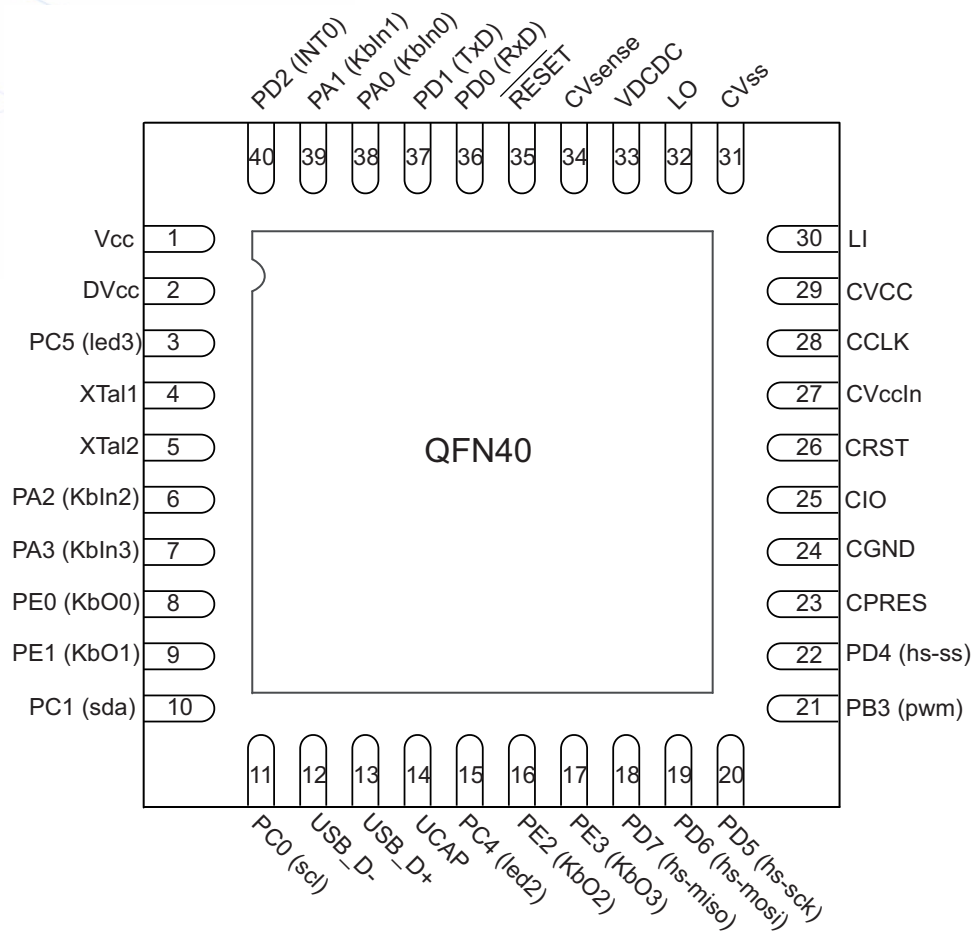 PD2 (INT0)
PA1 (KbIn1)
PA0 (KbIn0)
PD1 (TxD)
PD0 (RxD)
RESET
CVsense
VDCDC
LO
CVss
40
39
38
37
36
35
34
33
32
31
Vcc 1
DVcc 2
PC5 (led3) 3
XTal1 4
XTal2 5
PA2 (KbIn2) 6
PA3 (KbIn3) 7
PE0 (KbO0) 8
PE1 (KbO1) 9
PC1 (sda) 10
QFN40
30 LI
29 CVCC
28 CCLK
27 CVccIn
26 CRST
25 CIO
24 CGND
23 CPRES
22 PD4 (hs-ss)
21 PB3 (pwm)
11
12
13
14
15
16
17
18
19
20
PC0 (scl)
USB_D-
USB_D+
UCAP
PC4 (led2)
PE2 (KbO2)
PE3 (KbO3)
PD7 (hs-miso)
PD6 (hs-mosi)
PD5 (hs-sck)